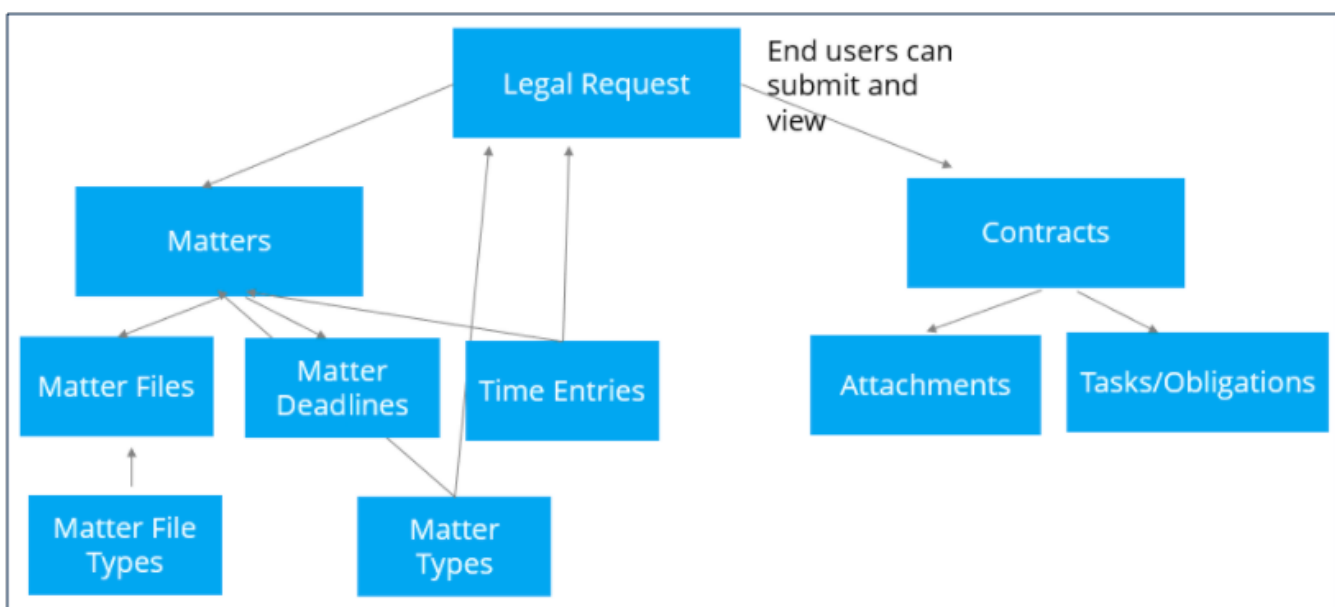 Legal Request
End users can
submit and
view
Matters
Contracts
Matter Files
Matter
Deadlines
Time Entries
Attachments
Tasks/Obligations
Matter File
Types
Matter
Types